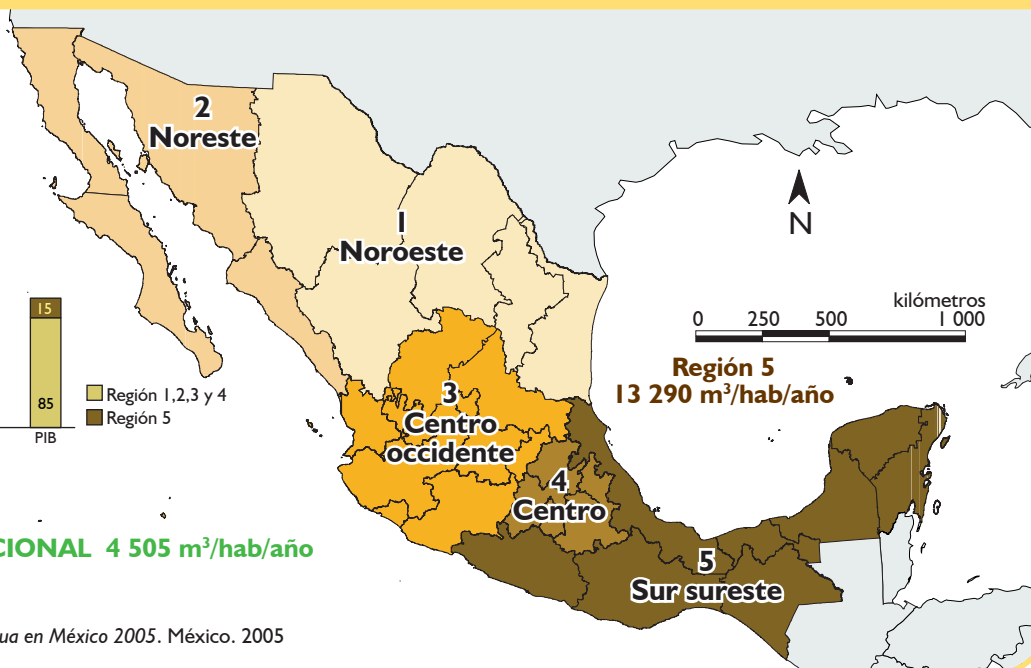 2
Noreste
1
Noroeste
N
kilómetros
0 250 500 1 000
Región 5
13 290 m³/hab/año
15
85
PIB
Región 1,2,3 y 4
Región 5
3
Centro
occidente
4
Centro
5
Sur sureste
CIONAL 4 505 m³/hab/año
ua en México 2005. México. 2005